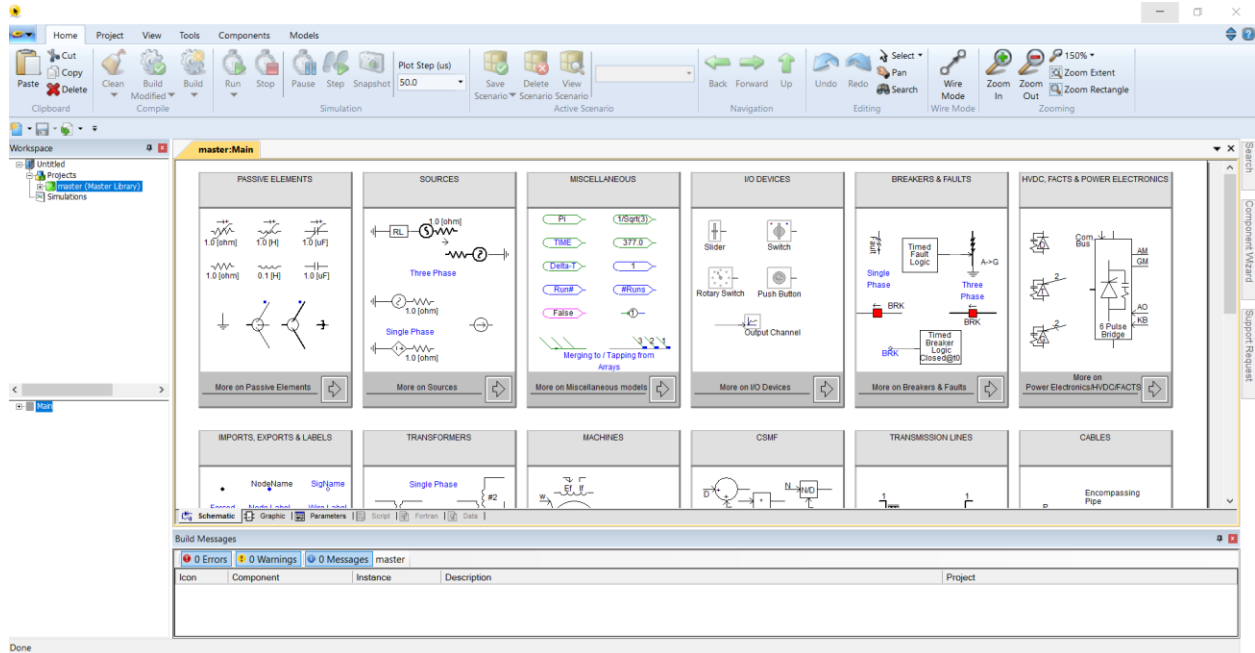 Home Project View Tools Components Models
Paste Cut Copy Delete
Clipboard
Clean Build Modified Build
Compile
Run Stop Pause Step Snapshot
Plot Step (us)
50.0
Simulation
Save Scenario Delete Scenario View Scenario
Active Scenario
Back Forward Up
Navigation
Undo Redo Select Pan Search
Editing
Wire Mode
Wire Mode
Zoom In Zoom Out 150% Zoom Extent Zoom Rectangle
Zooming
Workspace
Untitled
Projects
master (Master Library)
Simulations
Main
master:Main
PASSIVE ELEMENTS
1.0 [ohm] 1.0 [H] 1.0 [uF]
1.0 [ohm] 0.1 [H] 1.0 [uF]
More on Passive Elements
SOURCES
RL
1.0 [ohm]
Three Phase
1.0 [ohm]
Single Phase
1.0 [ohm]
More on Sources
MISCELLANEOUS
Pi 1/Sqrt(3)
TIME 377.0
Delta-T 1
Run# #Runs
False 1
3 2 1
Merging to / Tapping from
Arrays
More on Miscellaneous models
I/O DEVICES
Slider Switch
Rotary Switch Push Button
Output Channel
More on I/O Devices
BREAKERS & FAULTS
Fault
Timed
Fault
Logic
A->G
Single
Phase
Three
Phase
BRK
BRK
BRK
Timed
Breaker
Logic
Closed@t0
More on Breakers & Faults
HVDC, FACTS & POWER ELECTRONICS
Com.
Bus
AM
GM
2
2
AO
KB
6 Pulse
Bridge
More on
Power Electronics/HVDC/FACTS
IMPORTS, EXPORTS & LABELS
NodeName SigName
TRANSFORMERS
Single Phase
#2
MACHINES
Ef If
W
CSMF
D + N N/D
TRANSMISSION LINES
1 1
CABLES
Encompassing
Pipe
Schematic Graphic Parameters Script Fortran Data
Build Messages
0 Errors 0 Warnings 0 Messages master
Icon Component Instance Description Project
Search
Component Wizard
Support Request
Done